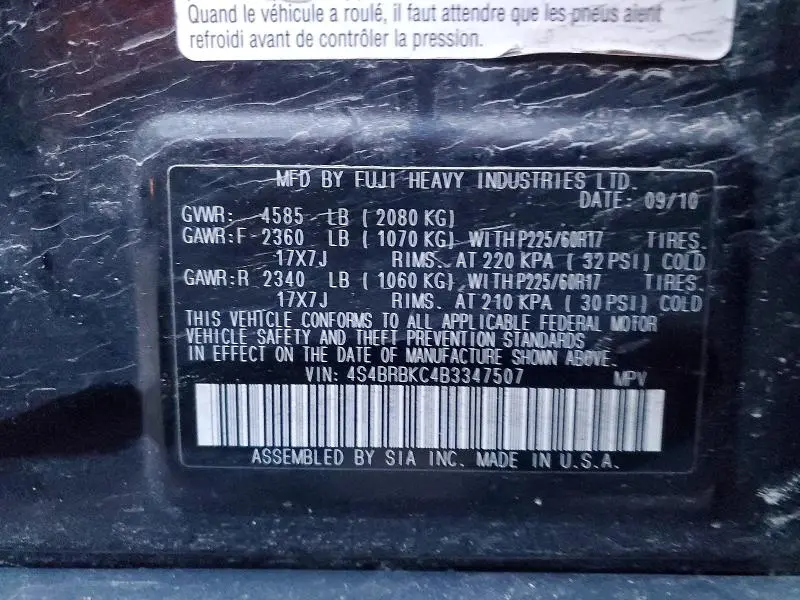 Quand le véhicule a roulé, il faut attendre que les pneus aient
refroidi avant de contrôler la pression.
MFD BY FUJI HEAVY INDUSTRIES LTD.
DATE: 09/10
GVWR: 4585 LB ( 2080 KG)
GAWR:F 2360 LB ( 1070 KG) WITH P225/60R17 TIRES.
17X7J RIMS. AT 220 KPA ( 32 PSI) COLD
GAWR:R 2340 LB ( 1060 KG) WITH P225/60R17 TIRES.
17X7J RIMS. AT 210 KPA ( 30 PSI) COLD
THIS VEHICLE CONFORMS TO ALL APPLICABLE FEDERAL MOTOR
VEHICLE SAFETY AND THEFT PREVENTION STANDARDS
IN EFFECT ON THE DATE OF MANUFACTURE SHOWN ABOVE.
VIN: 4S4BRBKC4B3347507 MPV
ASSEMBLED BY SIA INC. MADE IN U.S.A.